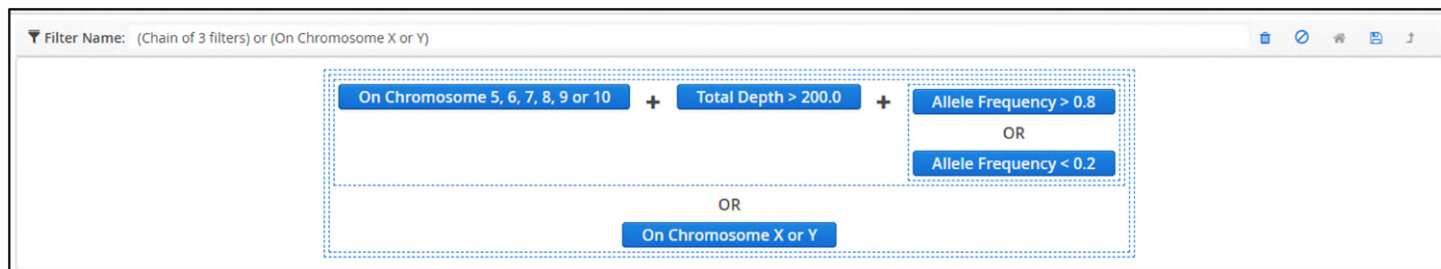 Filter Name: (Chain of 3 filters) or (On Chromosome X or Y)
On Chromosome 5, 6, 7, 8, 9 or 10 + Total Depth > 200.0 + Allele Frequency > 0.8
OR
Allele Frequency < 0.2
OR
On Chromosome X or Y